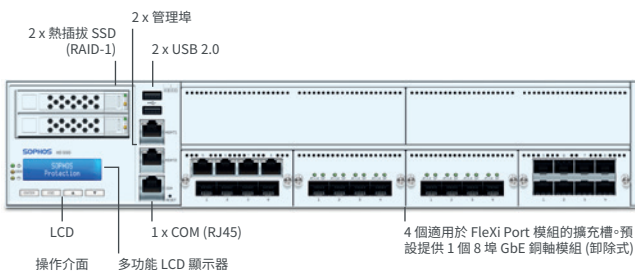 2 x 管理埠
2 x 熱插拔 SSD
(RAID-1)
2 x USB 2.0
SOPHOS
SOPHOS
Protection
LCD
1 x COM (RJ45)
4 個適用於 FleXi Port 模組的擴充槽。預
設提供 1 個 8 埠 GbE 銅軸模組 (卸除式)
操作介面
多功能 LCD 顯示器